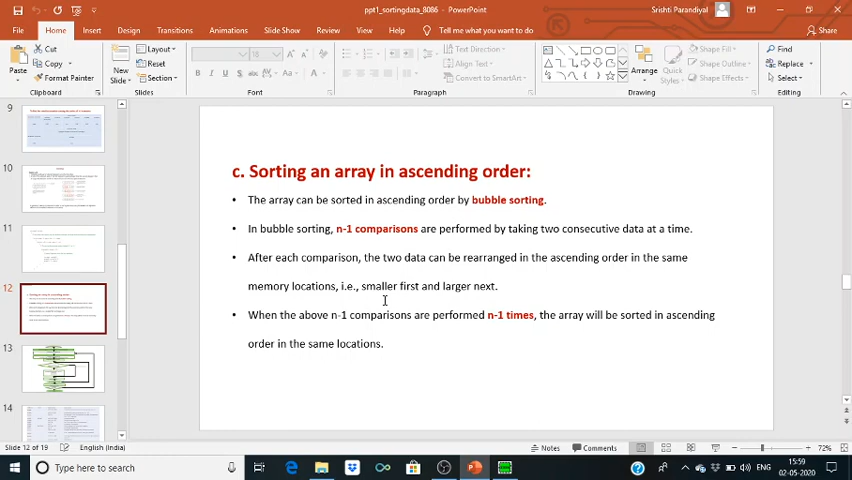 ppt1_sortingdata_8086 - PowerPoint
Srishti Parandiyal
File Home Insert Design Transitions Animations Slide Show Review View Help Tell me what you want to do Share
Paste
Cut
Copy
Format Painter
Clipboard
New
Slide
Layout
Reset
Section
Slides
18
Font
Text Direction
Align Text
Convert to SmartArt
Paragraph
Arrange
Quick
Styles
Shape Fill
Shape Outline
Shape Effects
Drawing
Find
Replace
Select
Editing
9
10
11
12
13
14
c. Sorting an array in ascending order:
• The array can be sorted in ascending order by bubble sorting.
• In bubble sorting, n-1 comparisons are performed by taking two consecutive data at a time.
• After each comparison, the two data can be rearranged in the ascending order in the same
memory locations, i.e., smaller first and larger next.
• When the above n-1 comparisons are performed n-1 times, the array will be sorted in ascending
order in the same locations.
Slide 12 of 19 English (India) Notes Comments 72%
Type here to search
ENG
15:59
02-05-2020